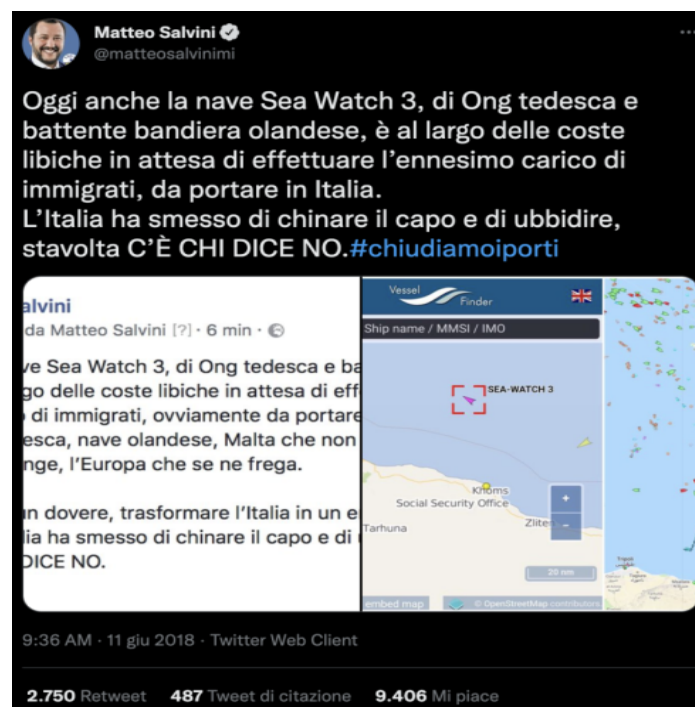 Matteo Salvini
@matteosalvinimi
Oggi anche la nave Sea Watch 3, di Ong tedesca e
battente bandiera olandese, è al largo delle coste
libiche in attesa di effettuare l'ennesimo carico di
immigrati, da portare in Italia.
L'Italia ha smesso di chinare il capo e di ubbidire,
stavolta C'È CHI DICE NO.#chiudiamoiporti
alvini
da Matteo Salvini [?] · 6 min ·
ve Sea Watch 3, di Ong tedesca e ba
go delle coste libiche in attesa di eff
di immigrati, ovviamente da portare
esca, nave olandese, Malta che non
nge, l'Europa che se ne frega.
un dovere, trasformare l'Italia in un e
lia ha smesso di chinare il capo e di
DICE NO.
Vessel Finder
Ship name / MMSI / IMO
SEA-WATCH 3
Khoms
Social Security Office
Zliten
Tarhuna
+
-
20 nm
embed map
© OpenStreetMap contributors
Tripoli
9:36 AM · 11 giu 2018 · Twitter Web Client
2.750 Retweet 487 Tweet di citazione 9.406 Mi piace